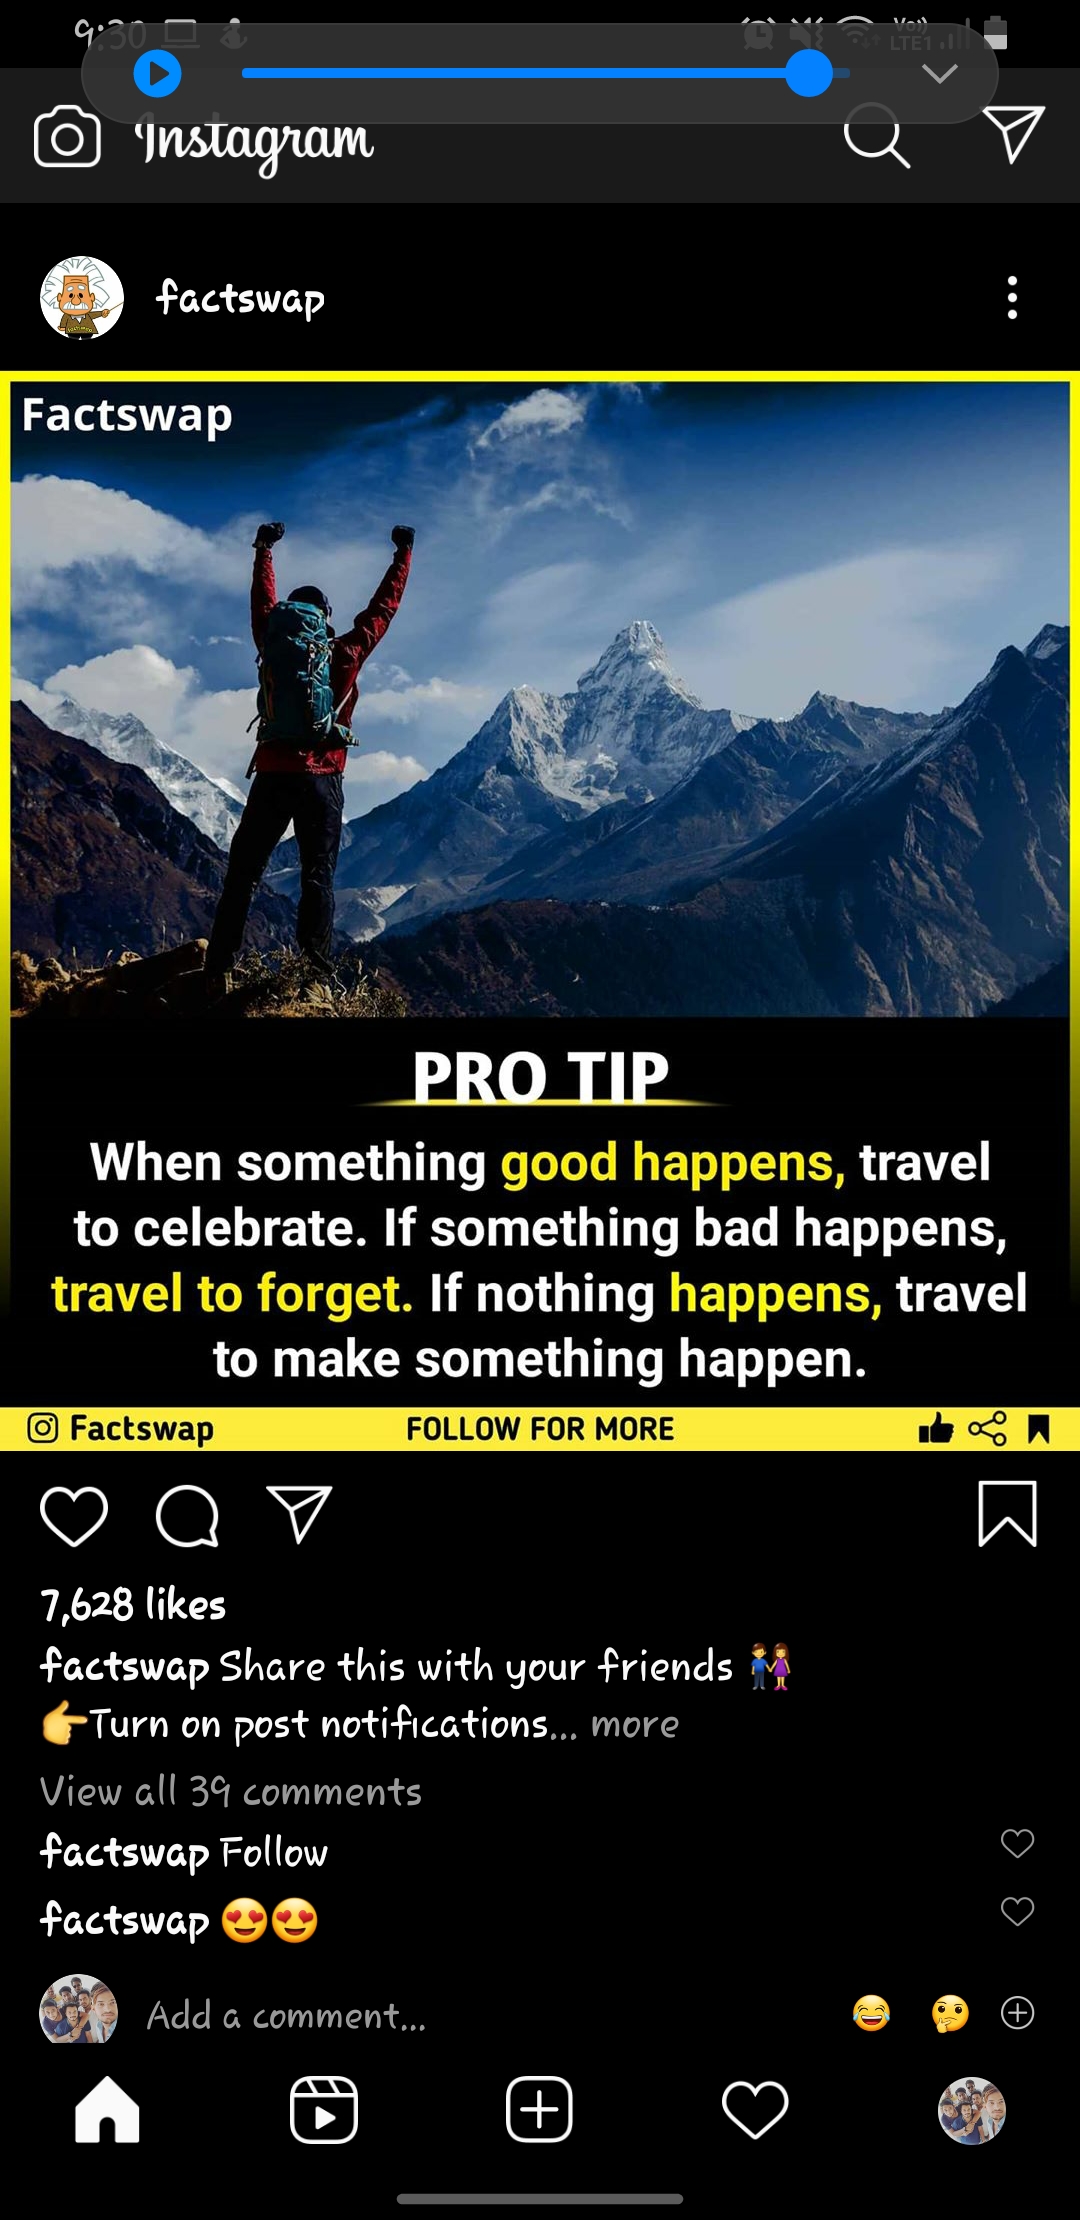 9:30
Vo))
LTE1
Instagram
factswap
Factswap
PRO TIP
When something good happens, travel
to celebrate. If something bad happens,
travel to forget. If nothing happens, travel
to make something happen.
Factswap FOLLOW FOR MORE
7,628 likes
factswap Share this with your friends 👫
👉Turn on post notifications... more
View all 39 comments
factswap Follow
factswap 😍😍
Add a comment... 😂 🤔